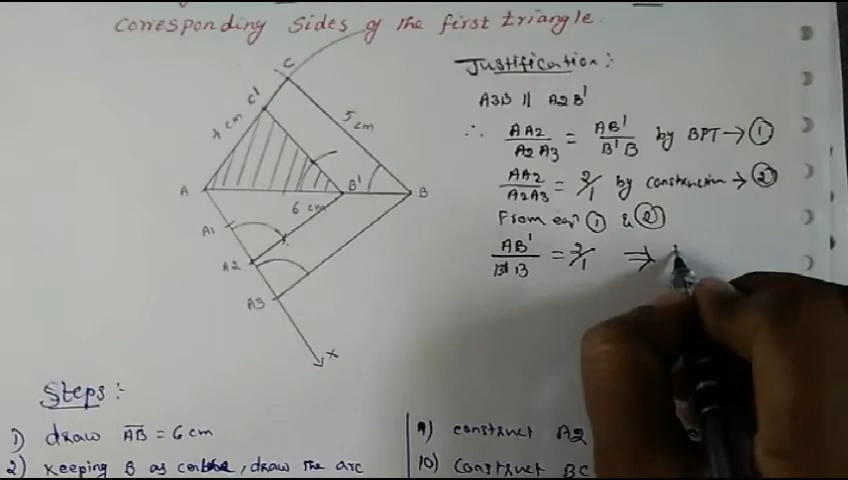 corresponding sides of the first triangle.
C
C'
4 cm
5 cm
A
B'
B
6 cm
A1
A2
A3
X
Justification:
A3B || A2B'
∴ AA2/A2A3 = AB'/B'B by BPT → ①
AA2/A2A3 = 2/1 by construction → ②
From eqn ① & ②
AB'/B'B = 2/1 ⇒
Steps:
1) draw AB = 6 cm
2) keeping B as centre, draw the arc
9) construct A2
10) construct BC